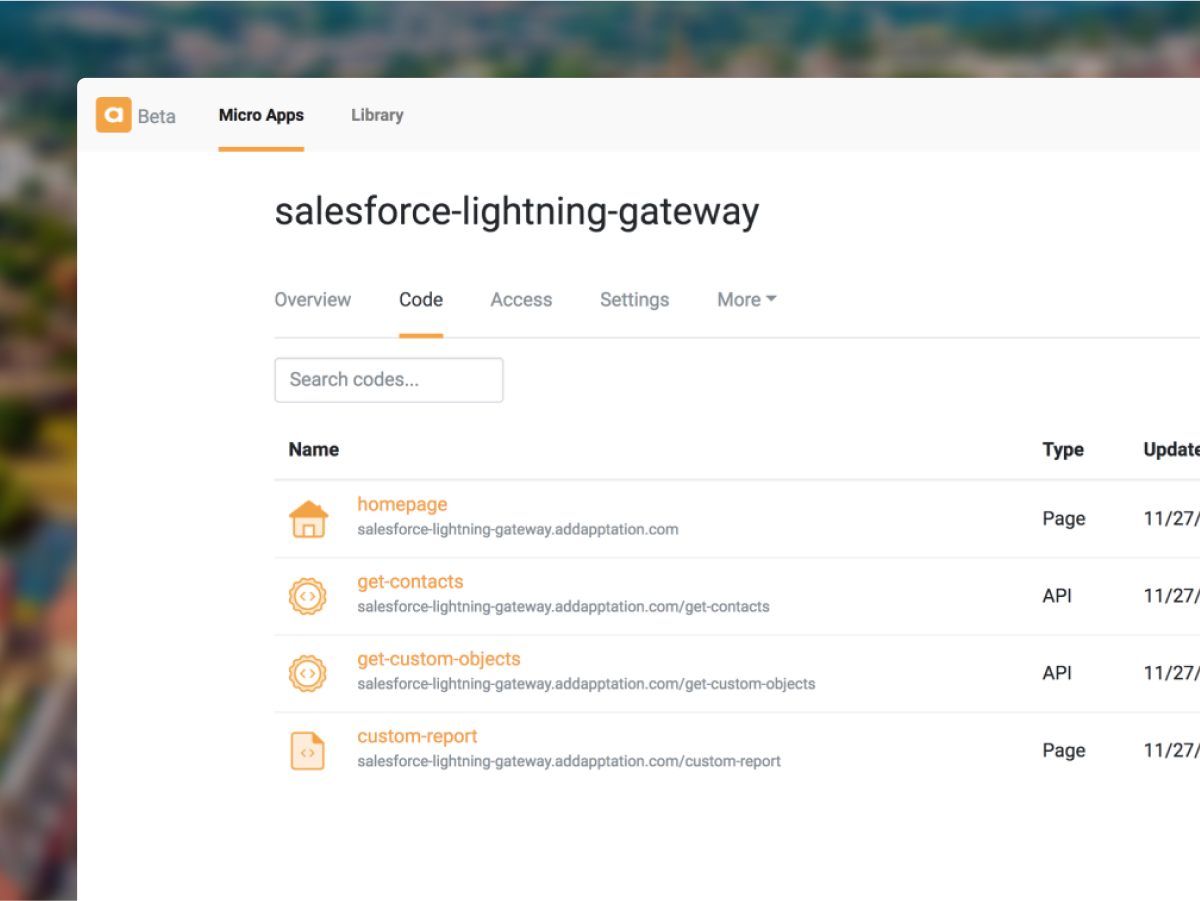 a Beta Micro Apps Library
salesforce-lightning-gateway
Overview Code Access Settings More
Search codes...
Name Type Update
homepage
salesforce-lightning-gateway.addapptation.com
Page 11/27/
get-contacts
salesforce-lightning-gateway.addapptation.com/get-contacts
API 11/27/
get-custom-objects
salesforce-lightning-gateway.addapptation.com/get-custom-objects
API 11/27/
custom-report
salesforce-lightning-gateway.addapptation.com/custom-report
Page 11/27/